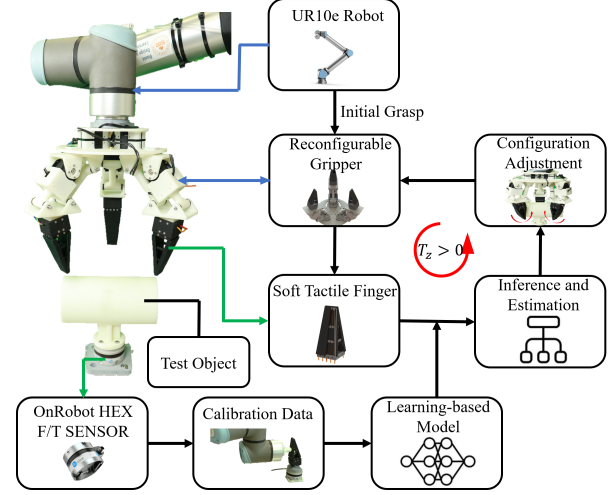 UR10e Robot
Initial Grasp
Reconfigurable
Gripper
Configuration
Adjustment
T_z > 0
Soft Tactile Finger
Inference and
Estimation
Test Object
OnRobot HEX
F/T SENSOR
Calibration Data
Learning-based
Model